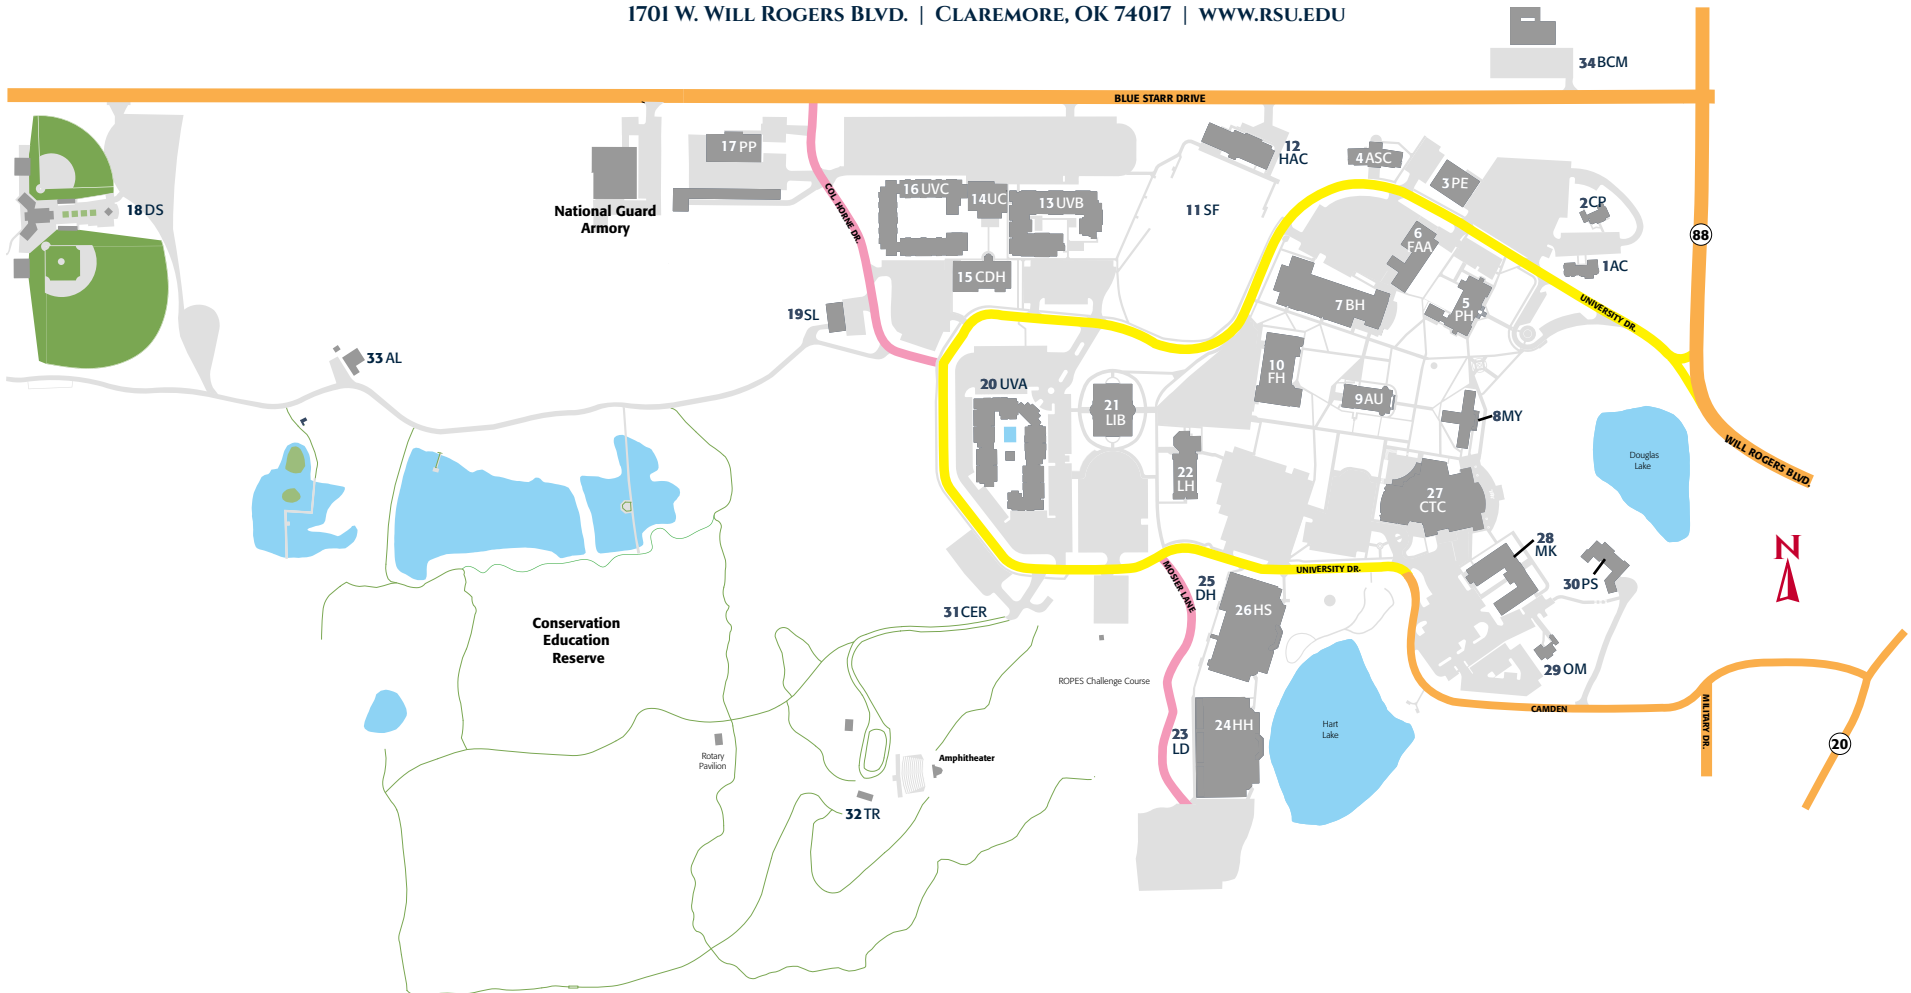 1701 W. Will Rogers Blvd. | Claremore, OK 74017 | www.rsu.edu
34 BCM
BLUE STARR DRIVE
17 PP
12
HAC
4 ASC
3 PE
2 CP
18 DS
National Guard
Armory
COL. HORNE DR.
16 UVC
14 UC
13 UVB
11 SF
6
FAA
88
1 AC
15 CDH
7 BH
5
PH
UNIVERSITY DR.
19 SL
33 AL
10
FH
20 UVA
21
LIB
9 AU
8 MY
WILL ROGERS BLVD.
Douglas
Lake
22
LH
27
CTC
28
MK
N
30 PS
UNIVERSITY DR.
MOSIER LANE
25
DH
26 HS
31 CER
Conservation
Education
Reserve
29 OM
ROPES Challenge Course
CAMDEN
MILITARY DR.
24 HH
23
LD
Hart
Lake
20
Rotary
Pavilion
Amphitheater
32 TR